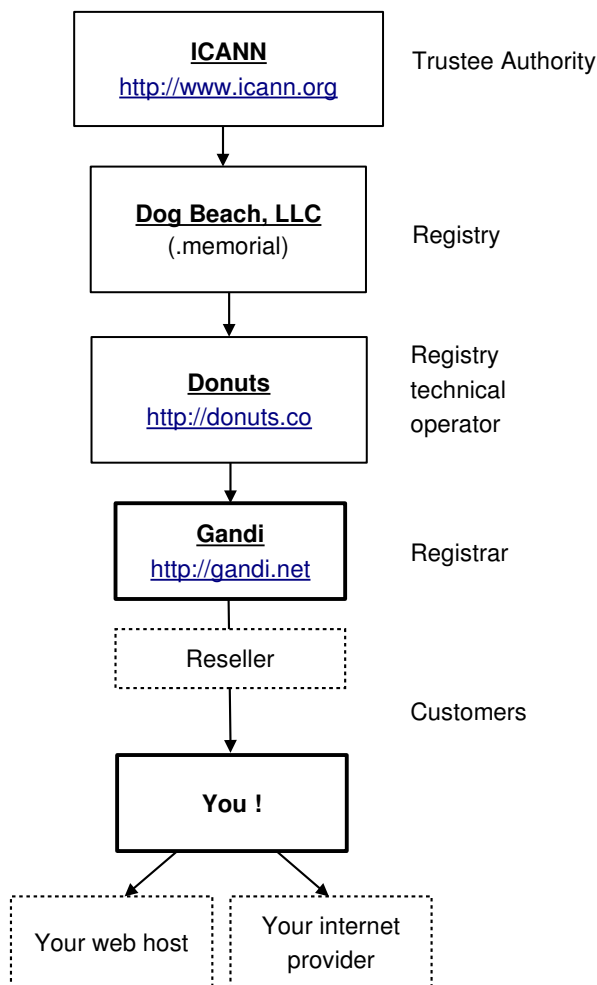 ICANN
http://www.icann.org
Trustee Authority
Dog Beach, LLC
(.memorial)
Registry
Donuts
http://donuts.co
Registry
technical
operator
Gandi
http://gandi.net
Registrar
Reseller
Customers
You !
Your web host
Your internet
provider